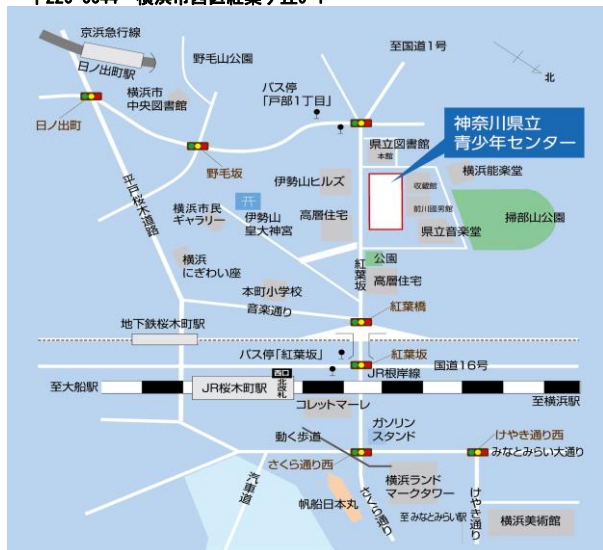 京浜急行線
日ノ出町駅
野毛山公園
至国道1号
北
バス停
「戸部1丁目」
横浜市
中央図書館
日ノ出町
神奈川県立
青少年センター
県立図書館
本館
野毛坂
伊勢山ヒルズ
収蔵館
横浜能楽堂
前川國男館
平戸桜木道路
横浜市民
ギャラリー
伊勢山
皇大神宮
高層住宅
県立音楽堂
掃部山公園
紅葉坂
公園
横浜
にぎわい座
高層住宅
本町小学校
音楽通り
紅葉橋
地下鉄桜木町駅
バス停「紅葉坂」
紅葉坂
国道16号
JR根岸線
至大船駅
JR桜木町駅
西口
北改札
至横浜駅
コレットマーレ
動く歩道
ガソリン
スタンド
けやき通り西
みなとみらい大通り
さくら通り西
汽車道
横浜ランド
マークタワー
帆船日本丸
さくら通り
至みなとみらい駅
けやき通り
横浜美術館